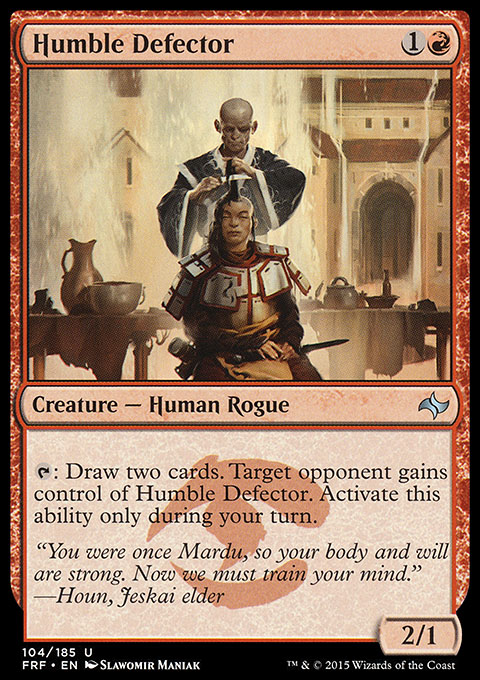 Humble Defector 1
Creature — Human Rogue
: Draw two cards. Target opponent gains
control of Humble Defector. Activate this
ability only during your turn.
“You were once Mardu, so your body and will
are strong. Now we must train your mind.”
—Houn, Jeskai elder
2/1
104/185 U
FRF • EN Slawomir Maniak
™ & © 2015 Wizards of the Coast